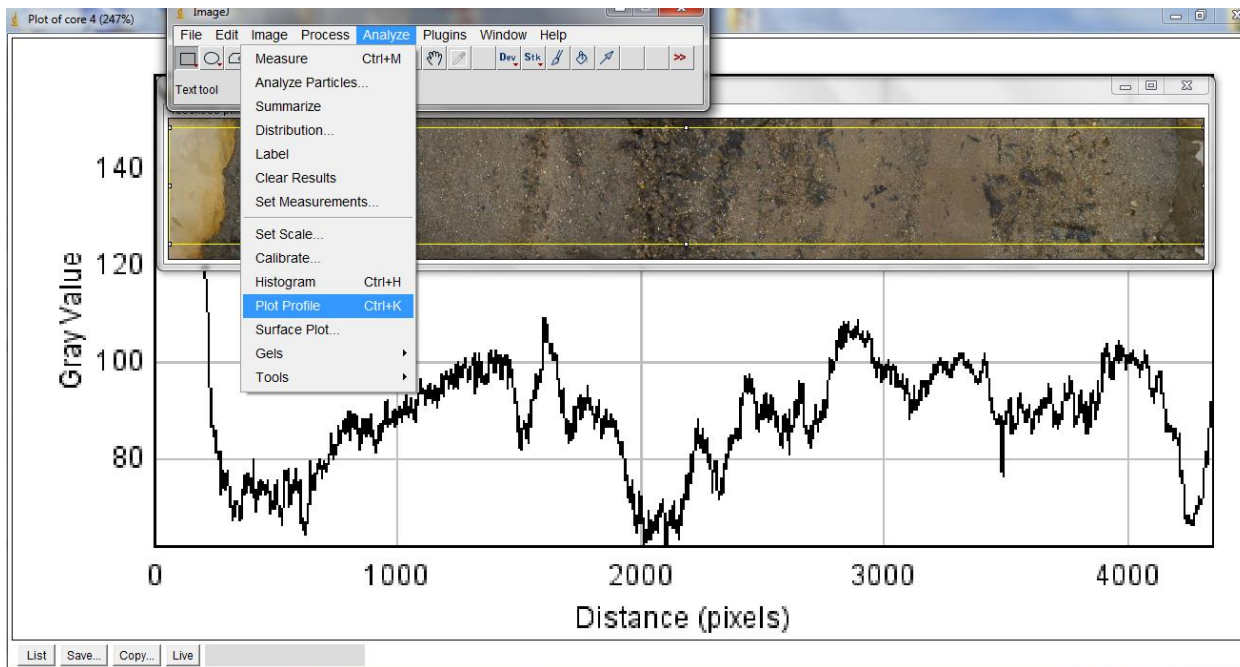 Plot of core 4 (247%)
ImageJ
File Edit Image Process Analyze Plugins Window Help
Dev Stk >>
Text tool
Measure Ctrl+M
Analyze Particles...
Summarize
Distribution...
Label
Clear Results
Set Measurements...
Set Scale...
Calibrate...
Histogram Ctrl+H
Plot Profile Ctrl+K
Surface Plot...
Gels
Tools
Gray Value
140
120
100
80
0 1000 2000 3000 4000
Distance (pixels)
List Save... Copy... Live